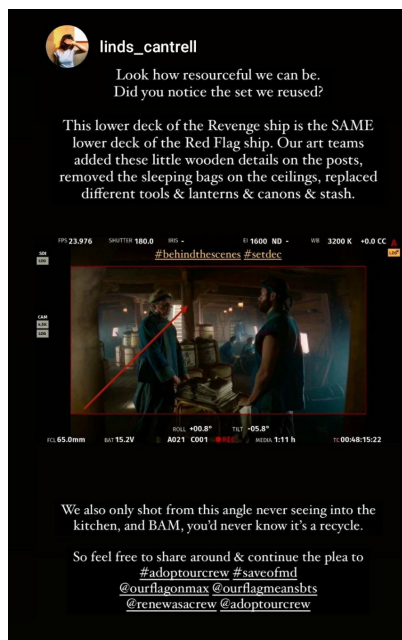 linds_cantrell
Look how resourceful we can be.
Did you notice the set we reused?
This lower deck of the Revenge ship is the SAME
lower deck of the Red Flag ship. Our art teams
added these little wooden details on the posts,
removed the sleeping bags on the ceilings, replaced
different tools & lanterns & canons & stash.
FPS 23.976 SHUTTER 180.0 IRIS - EI 1600 ND - WB 3200 K +0.0 CC
#behindthescenes #setdec
SDI
CAM
ROLL +00.8° TILT -05.8°
FCL 65.0mm BAT 15.2V A021 C001 REC MEDIA 1:11 h TC 00:48:15:22
We also only shot from this angle never seeing into the
kitchen, and BAM, you'd never know it's a recycle.
So feel free to share around & continue the plea to
#adoptourcrew #saveofmd
@ourflagonmax @ourflagmeansbts
@renewasacrew @adoptourcrew